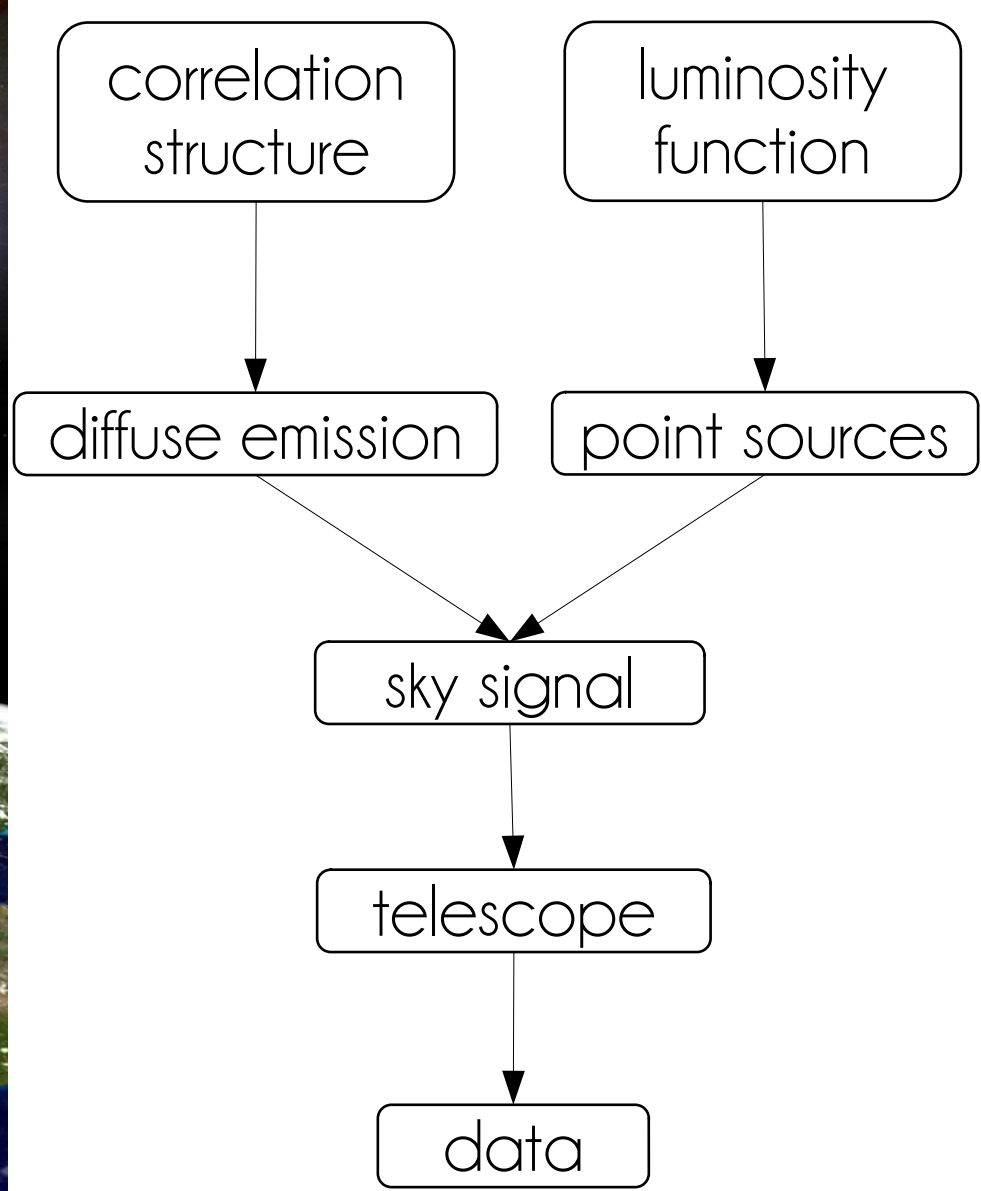 correlation
structure
luminosity
function
diffuse emission
point sources
sky signal
telescope
data